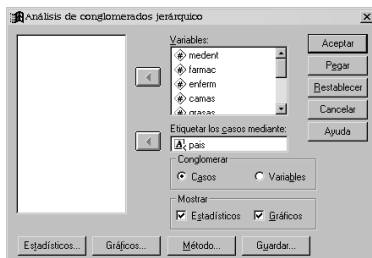 Análisis de conglomerados jerárquico
Variables:
medent
farmac
enferm
camas
grasas
Etiquetar los casos mediante:
pais
Conglomerar
Casos Variables
Mostrar
Estadísticos Gráficos
Aceptar
Pegar
Restablecer
Cancelar
Ayuda
Estadísticos... Gráficos... Método... Guardar...